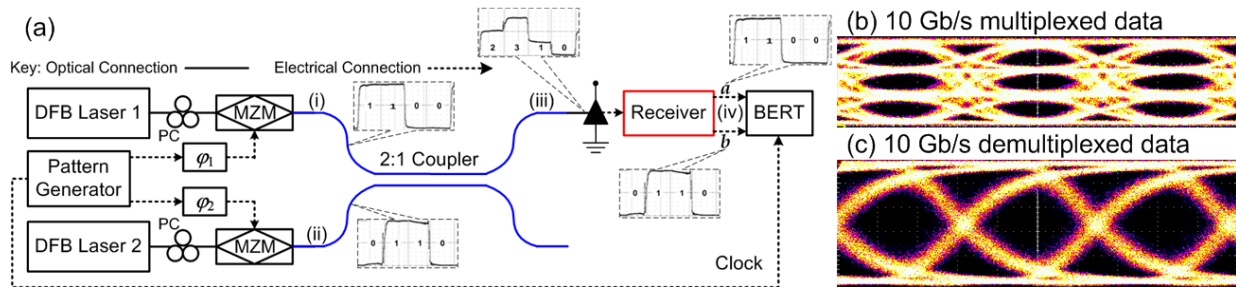 (a)
2 3 1 0
1 1 0 0
(b) 10 Gb/s multiplexed data
Key: Optical Connection
Electrical Connection
DFB Laser 1
PC
MZM
(i)
1 1 0 0
(iii)
Receiver
a
(iv)
b
BERT
φ1
2:1 Coupler
Pattern
Generator
φ2
0 1 1 0
(c) 10 Gb/s demultiplexed data
DFB Laser 2
PC
MZM
(ii)
0 1 1 0
Clock